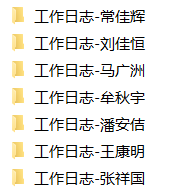 工作日志-常佳辉
工作日志-刘佳恒
工作日志-马广洲
工作日志-牟秋宇
工作日志-潘安佶
工作日志-王康明
工作日志-张祥国